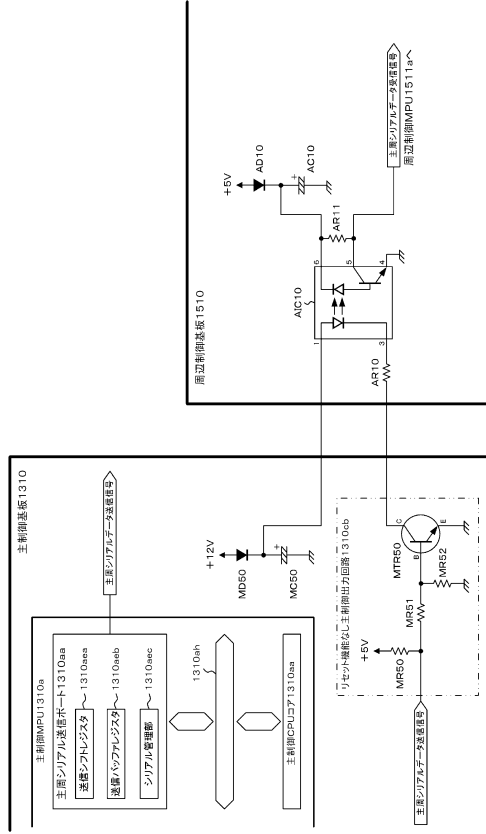 主制御基板1310
主制御MPU1310a
主周シリアル送信ポート1310aa
送信シフトレジスタ
1310aea
送信バッファレジスタ
1310aeb
シリアル管理部
1310aec
1310ah
主制御CPUコア1310aa
主周シリアルデータ送信信号
+12V
MD50
MC50
+
リセット機能なし主制御出力回路1310cb
主周シリアルデータ送信信号
+5V
MR50
MR51
MR52
MTR50
B
C
E
周辺制御基板1510
AR10
AIC10
1
3
6
5
4
+5V
AD10
AC10
+
AR11
主周シリアルデータ受信信号
周辺制御MPU1511aへ